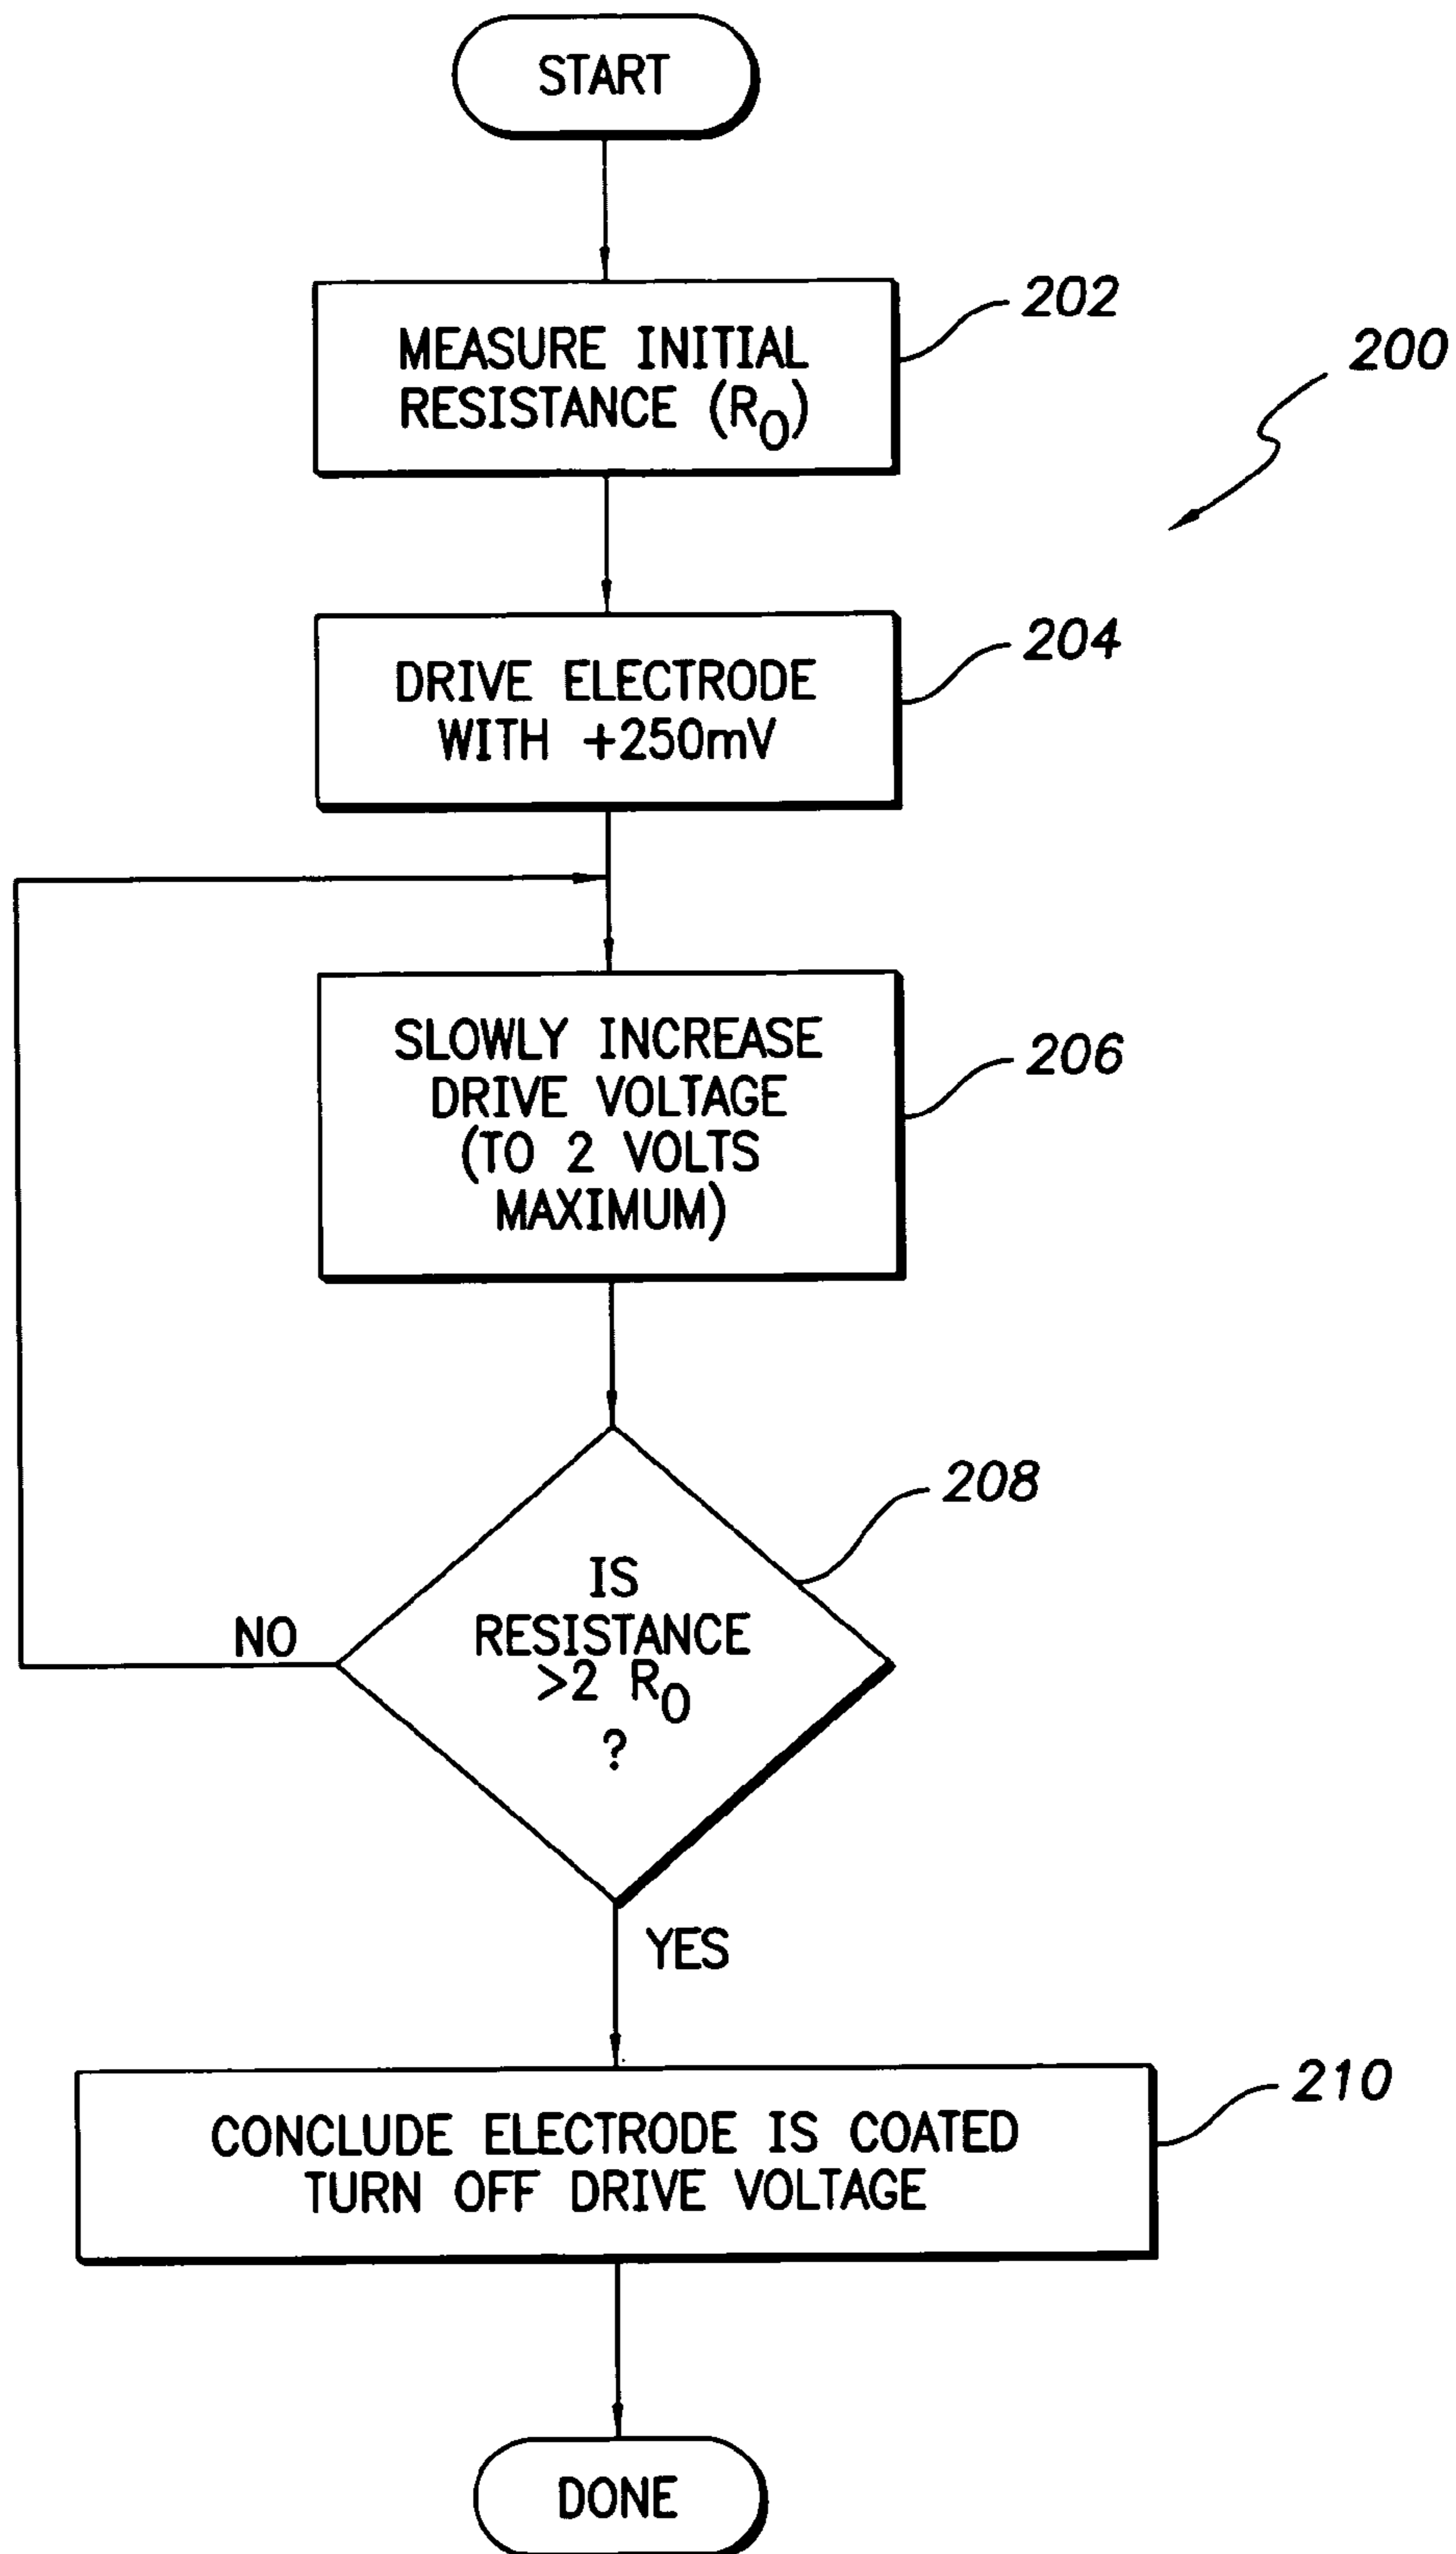 START
MEASURE INITIAL
RESISTANCE (R0)
202
200
DRIVE ELECTRODE
WITH +250mV
204
SLOWLY INCREASE
DRIVE VOLTAGE
(TO 2 VOLTS
MAXIMUM)
206
208
IS
RESISTANCE
>2 R0
?
NO
YES
CONCLUDE ELECTRODE IS COATED
TURN OFF DRIVE VOLTAGE
210
DONE